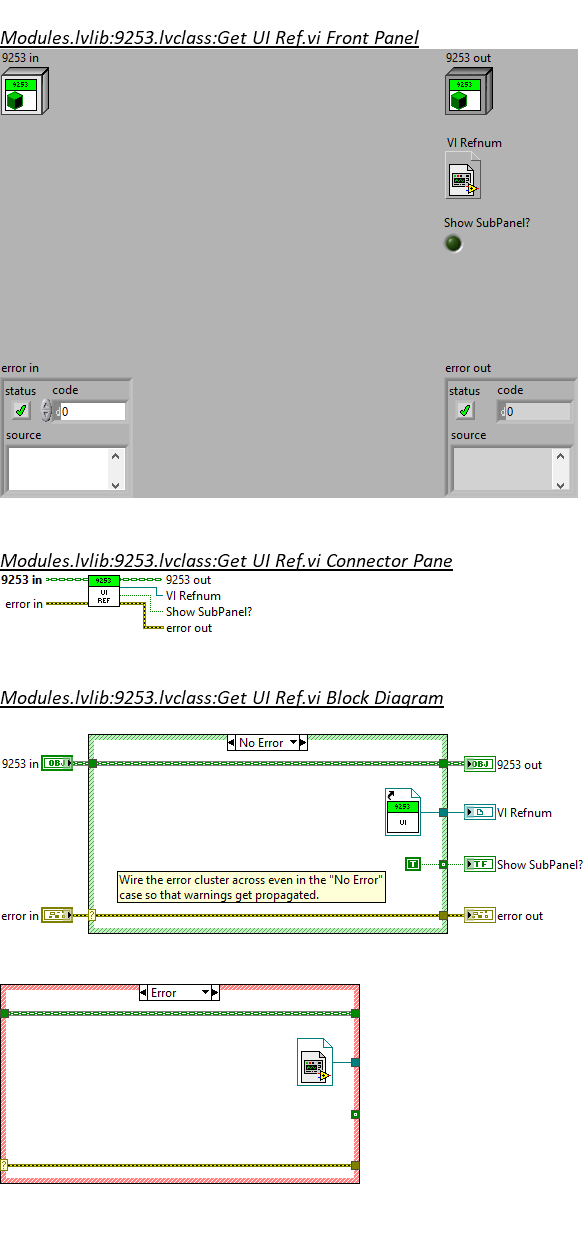 Modules.lvlib:9253.lvclass:Get UI Ref.vi Front Panel
9253 in
9253 out
9253
9253
VI Refnum
Show SubPanel?
error in
error out
status
code
status
code
d
0
d
0
source
source
Modules.lvlib:9253.lvclass:Get UI Ref.vi Connector Pane
9253 in
9253
9253 out
UI
VI Refnum
error in
REF
Show SubPanel?
error out
Modules.lvlib:9253.lvclass:Get UI Ref.vi Block Diagram
No Error
9253 in
OBJ
OBJ
9253 out
9253
UI
VI Refnum
T
TF
Show SubPanel?
Wire the error cluster across even in the "No Error"
case so that warnings get propagated.
error in
?
error out
Error
?